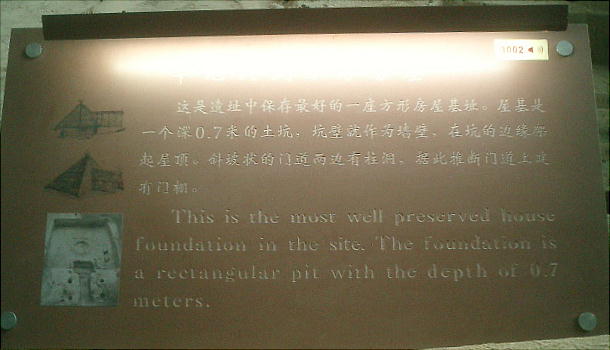 1002
这是遗址中保存最好的一座方形房屋基址。屋基是
一个深0.7米的土坑，坑壁就作为墙壁，在坑的边缘架
起屋顶。斜坡状的门道两边有柱洞，据此推断门道上或
有门棚。
This is the most well preserved house
foundation in the site. The foundation is
a rectangular pit with the depth of 0.7
meters.